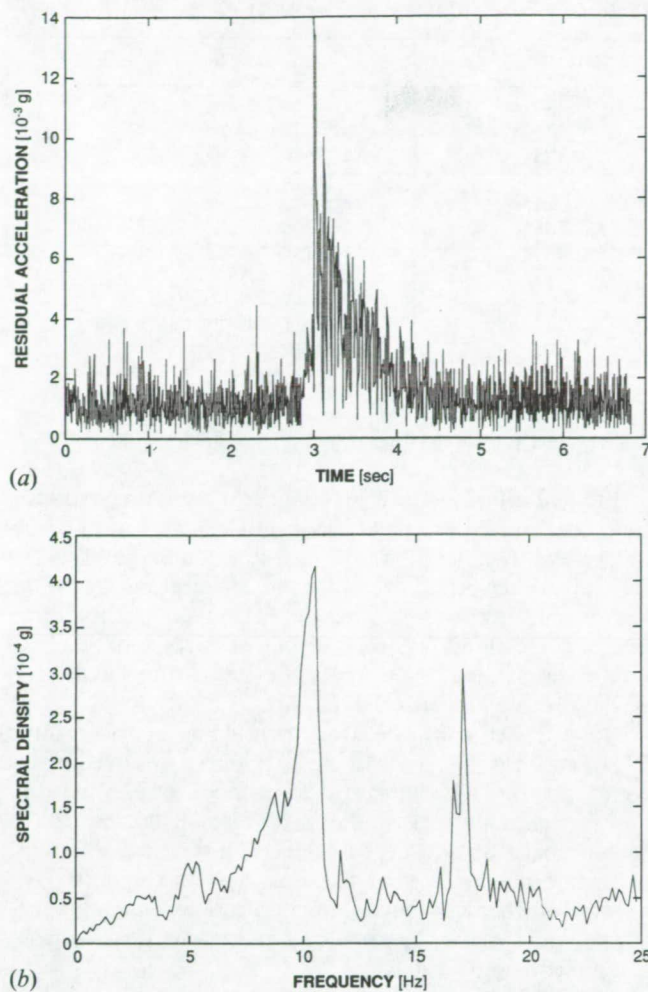 14
12
10
8
6
4
2
0
RESIDUAL ACCELERATION [10⁻³ g]
0 1 2 3 4 5 6 7
TIME [sec]
(a)
4.5
4.0
3.0
2.5
2.0
1.5
1.0
0.5
0
SPECTRAL DENSITY [10⁻⁴ g]
0 5 10 15 20 25
FREQUENCY [Hz]
(b)